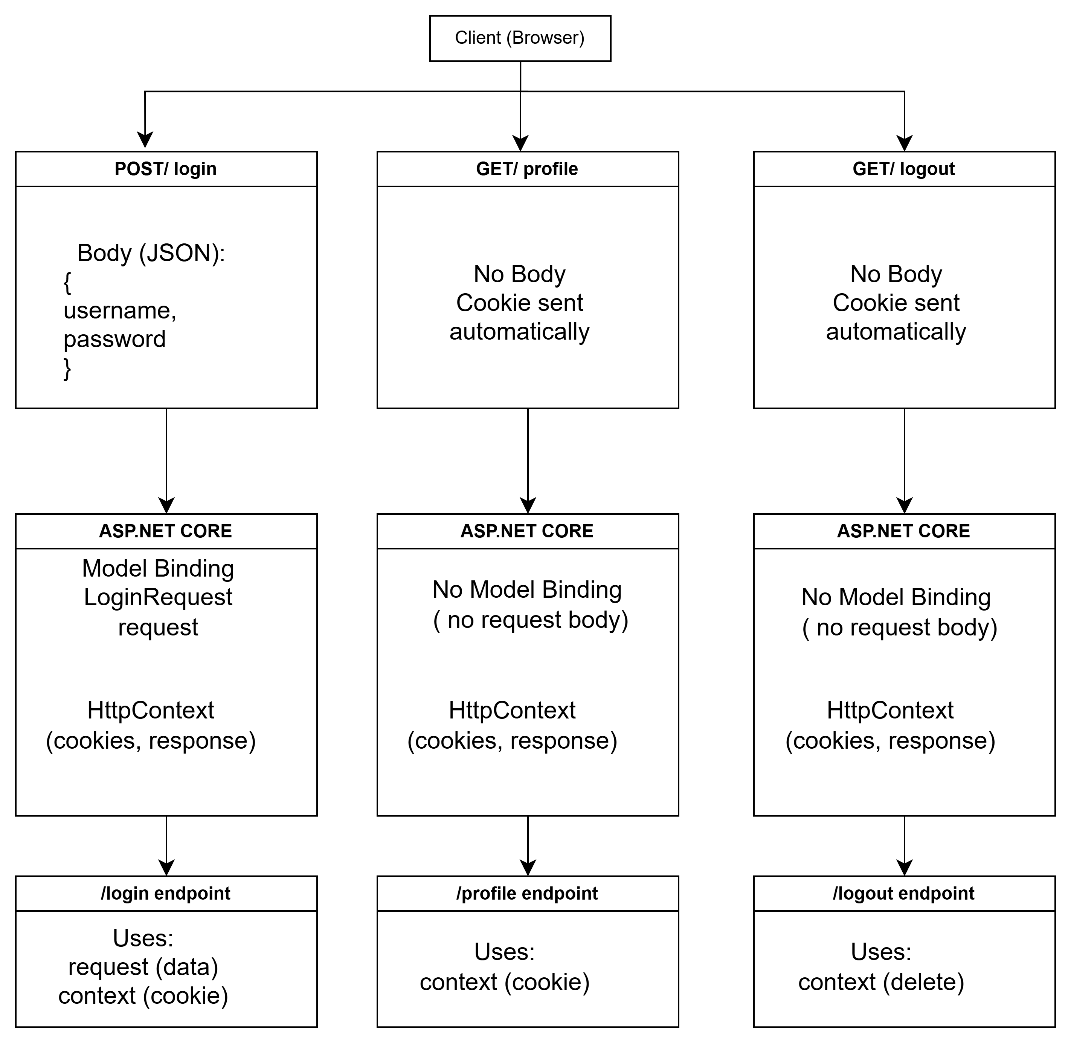 Client (Browser)
POST/ login
Body (JSON):
{
username,
password
}
GET/ profile
No Body
Cookie sent
automatically
GET/ logout
No Body
Cookie sent
automatically
ASP.NET CORE
Model Binding
LoginRequest
request
HttpContext
(cookies, response)
ASP.NET CORE
No Model Binding
( no request body)
HttpContext
(cookies, response)
ASP.NET CORE
No Model Binding
( no request body)
HttpContext
(cookies, response)
/login endpoint
Uses:
request (data)
context (cookie)
/profile endpoint
Uses:
context (cookie)
/logout endpoint
Uses:
context (delete)